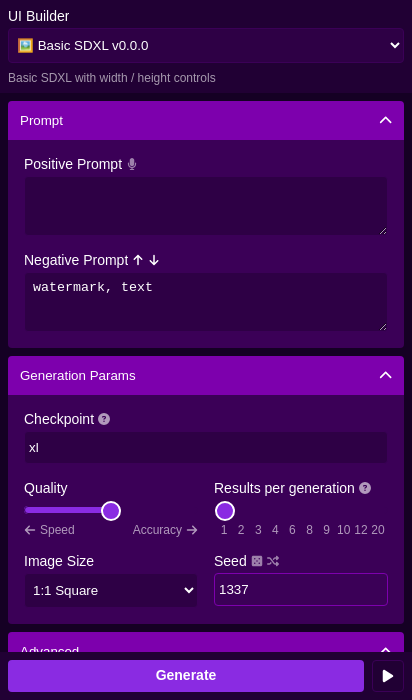 UI Builder
🖼️ Basic SDXL v0.0.0
Basic SDXL with width / height controls
Prompt
Positive Prompt
Negative Prompt ↑ ↓
watermark, text
Generation Params
Checkpoint ?
xl
Quality
Results per generation ?
← Speed Accuracy →
1 2 3 4 6 8 9 10 12 20
Image Size
Seed
1:1 Square
1337
Advanced
Generate